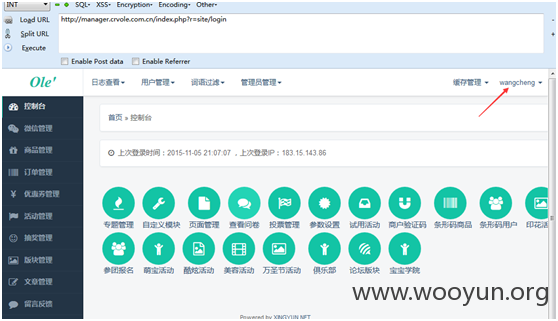 INT SQL· XSS· Encryption· Encoding· Other·
Load URL http://manager.crvole.com.cn/index.php?r=site/login
Split URL
Execute
Enable Post data Enable Referrer
Ole' 日志查看 用户管理 词语过滤 管理员管理 缓存管理 wangcheng
控制台
微信管理
商品管理
订单管理
优惠券管理
活动管理
抽奖管理
版块管理
文章管理
留言反馈
首页 » 控制台
上次登录时间：2015-11-05 21:07:07 ，上次登录IP：183.15.143.86
专题管理 自定义模块 页面管理 查看问卷 投票管理 参数设置 试用活动 商户验证码 条形码商品 条形码用户 印花活动
参团报名 萌宝活动 酷炫活动 美容活动 万圣节活动 俱乐部 论坛版块 宝宝学院
Powered by XINGYUN.NET
www.wooyun.org